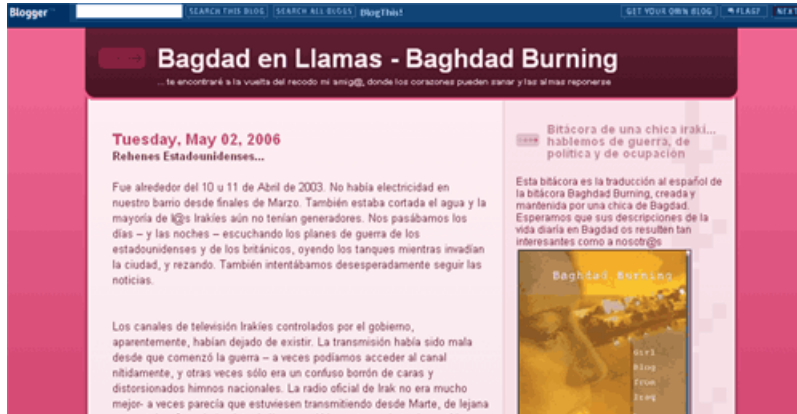 Blogger
SEARCH THIS BLOG SEARCH ALL BLOGS BlogThis!
GET YOUR OWN BLOG FLAG? NEXT
Bagdad en Llamas - Baghdad Burning
... te encontraré a la vuelta del recodo mi amig@, donde los corazones pueden sanar y las almas reponerse
Tuesday, May 02, 2006
Rehenes Estadounidenses...
Fue alrededor del 10 u 11 de Abril de 2003. No había electricidad en
nuestro barrio desde finales de Marzo. También estaba cortada el agua y la
mayoría de l@s Irakíes aún no tenían generadores. Nos pasábamos los
días – y las noches – escuchando los planes de guerra de los
estadounidenses y de los británicos, oyendo los tanques mientras invadían
la ciudad, y rezando. También intentábamos desesperadamente seguir las
noticias.
Los canales de televisión Irakíes controlados por el gobierno,
aparentemente, habían dejado de existir. La transmisión había sido mala
desde que comenzó la guerra – a veces podíamos acceder al canal
nítidamente, y otras veces sólo era un confuso borrón de caras y
distorsionados himnos nacionales. La radio oficial de Irak no era mucho
mejor- a veces parecía que estuviesen transmitiendo desde Marte, de lejana
Bitácora de una chica iraki...
hablemos de guerra, de
política y de ocupación
Esta bitácora es la traducción al español de
la bitácora Baghdad Burning, creada y
mantenida por una chica de Bagdad.
Esperamos que sus descripciones de la
vida diaría en Bagdad os resulten tan
interesantes como a nosotr@s
Baghdad Burning
Girl
Blog
from
Iraq